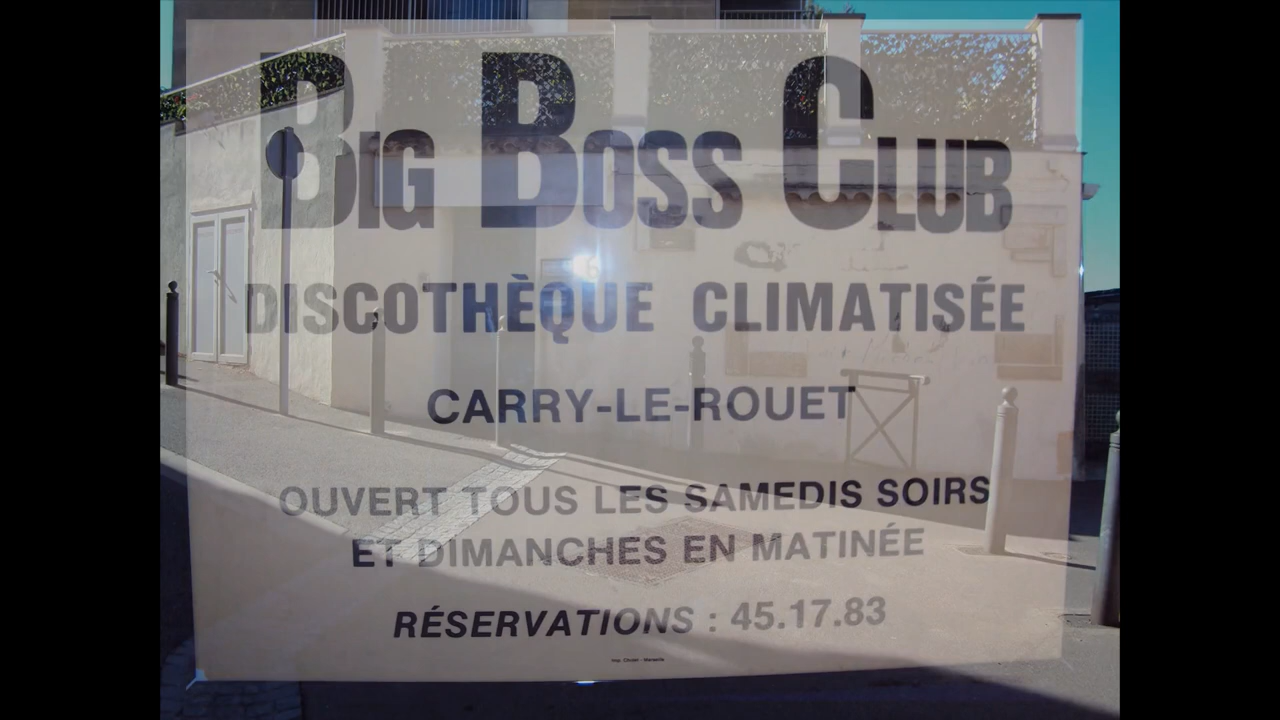 BIG BOSS CLUB
DISCOTHÈQUE CLIMATISÉE
CARRY-LE-ROUET
OUVERT TOUS LES SAMEDIS SOIRS
ET DIMANCHES EN MATINÉE
RÉSERVATIONS : 45.17.83